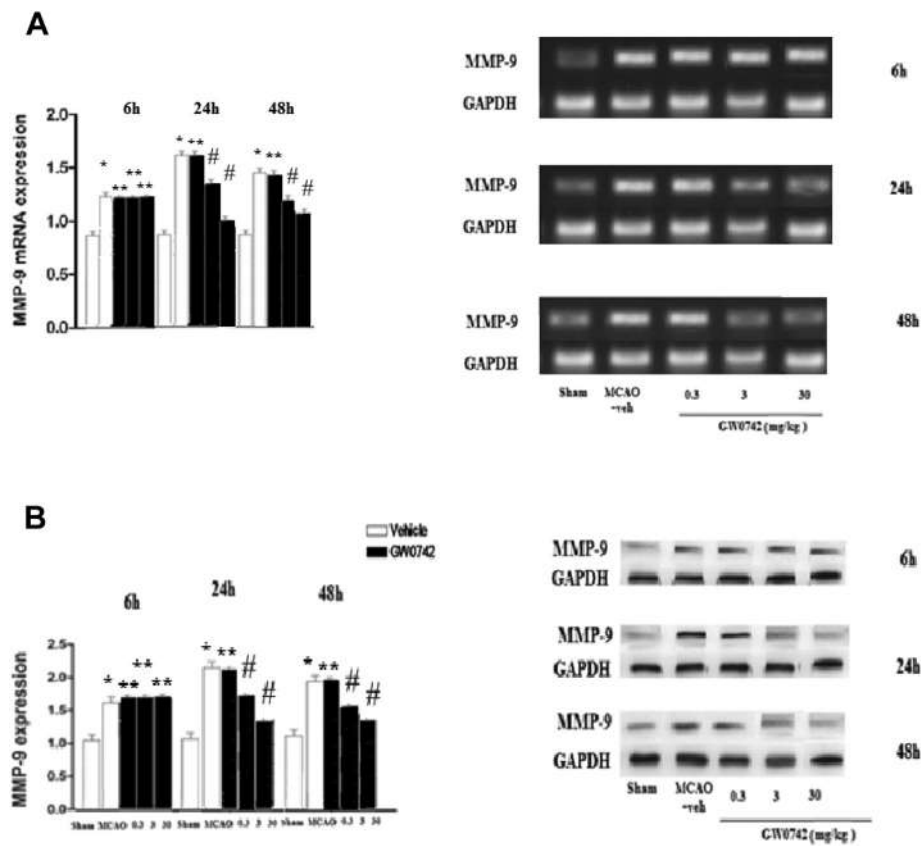 A
6h 24h 48h
2.0
1.5
1.0
0.5
0.0
MMP-9 mRNA expression
* ** ** ** * ** # # * ** # #
MMP-9
GAPDH
6h
MMP-9
GAPDH
24h
MMP-9
GAPDH
48h
Sham MCAO 0.3 3 30
-veh
GW0742 (mg/kg )
B
Vehicle
GW0742
6h 24h 48h
2.5
2.0
1.5
1.0
0.5
0.0
MMP-9 expression
* ** ** ** * ** # # * ** # #
Sham MCAO 0.3 3 30 Sham MCAO 0.3 3 30 Sham MCAO 0.3 3 30
MMP-9
GAPDH
6h
MMP-9
GAPDH
24h
MMP-9
GAPDH
48h
Sham MCAO 0.3 3 30
-veh
GW0742 (mg/kg )